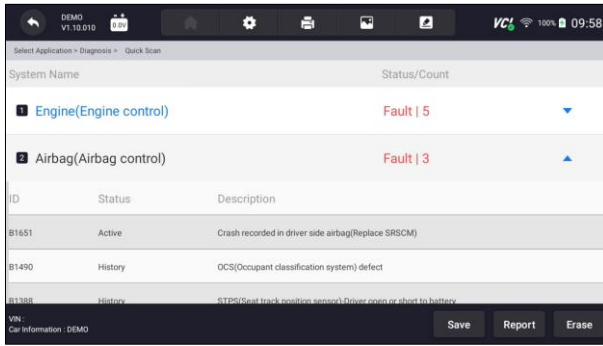 DEMO
V1.10.010
0.0V
VCI 100% 09:58
Select Application > Diagnosis > Quick Scan
System Name Status/Count
1 Engine(Engine control) Fault | 5
2 Airbag(Airbag control) Fault | 3
ID Status Description
B1651 Active Crash recorded in driver side airbag(Replace SRSCM)
B1490 History OCS(Occupant classification system) defect
B1388 History STPS(Seat track position sensor)-Driver open or short to battery
VIN :
Car Information : DEMO
Save Report Erase